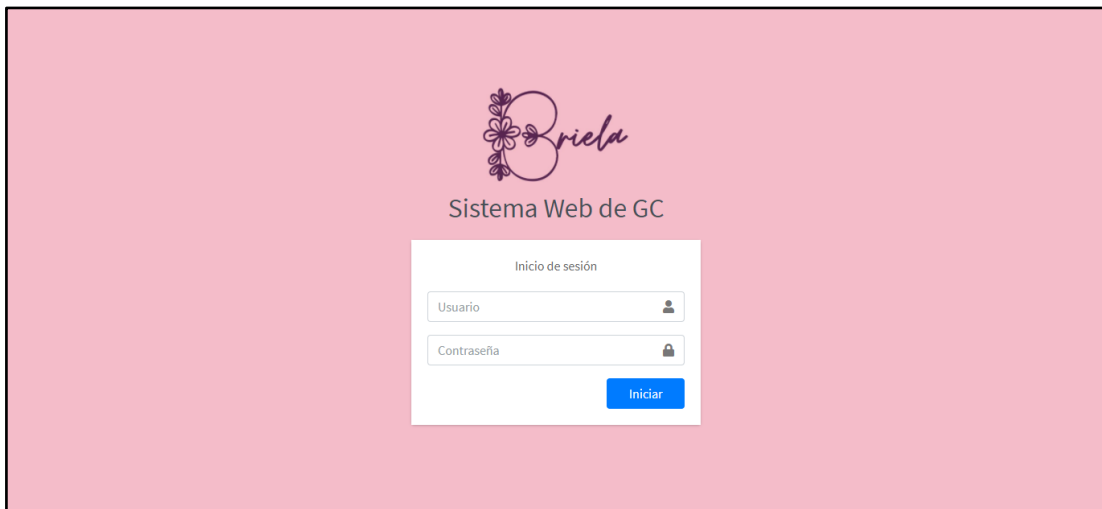 Briela
Sistema Web de GC
Inicio de sesión
Usuario
Contraseña
Iniciar